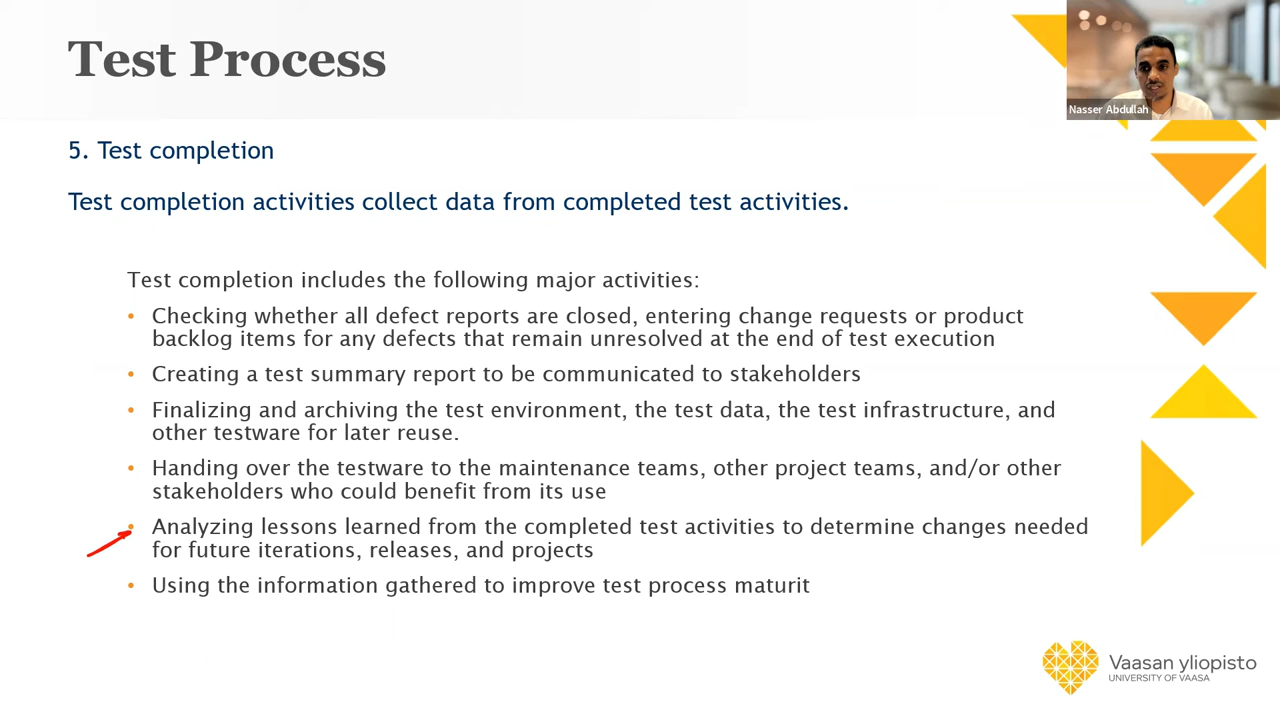 Test Process
Nasser Abdullah
5. Test completion
Test completion activities collect data from completed test activities.
Test completion includes the following major activities:
• Checking whether all defect reports are closed, entering change requests or product
backlog items for any defects that remain unresolved at the end of test execution
• Creating a test summary report to be communicated to stakeholders
• Finalizing and archiving the test environment, the test data, the test infrastructure, and
other testware for later reuse.
• Handing over the testware to the maintenance teams, other project teams, and/or other
stakeholders who could benefit from its use
• Analyzing lessons learned from the completed test activities to determine changes needed
for future iterations, releases, and projects
• Using the information gathered to improve test process maturit
Vaasan yliopisto
UNIVERSITY OF VAASA